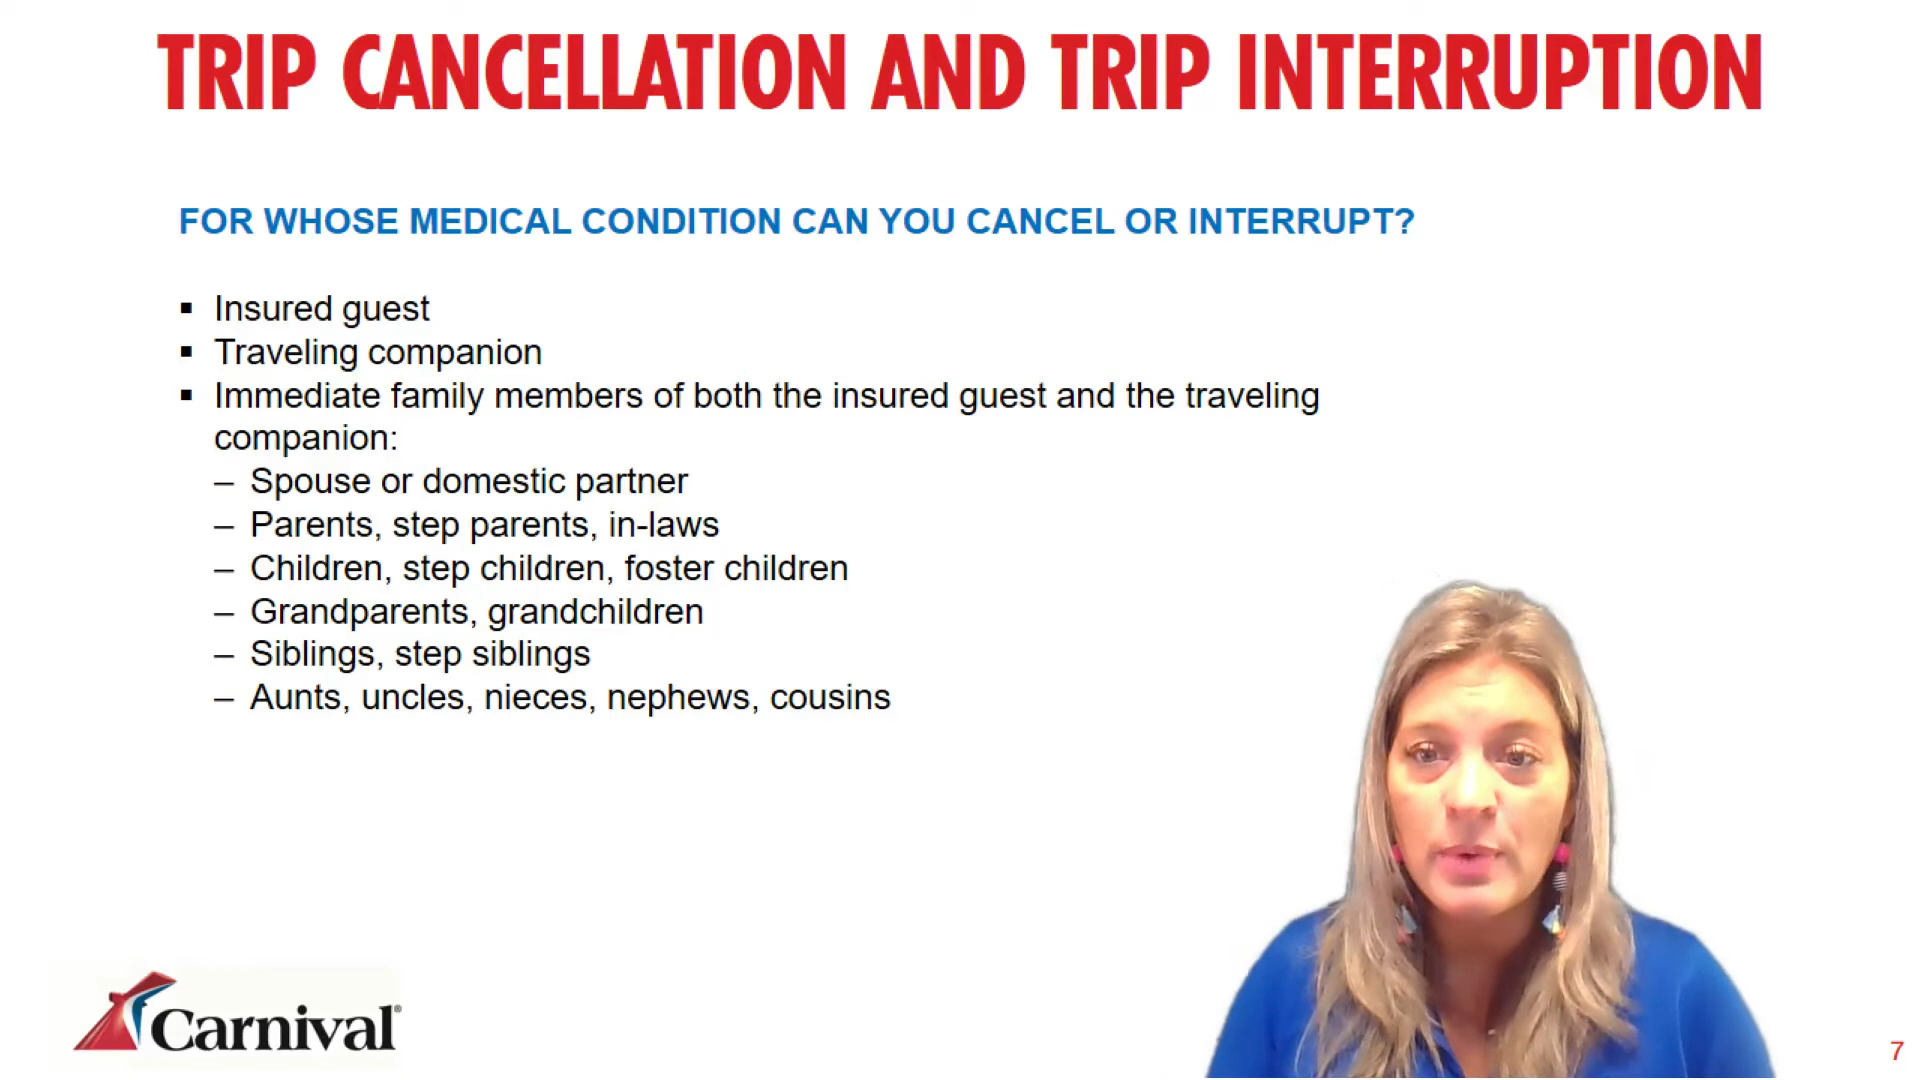 TRIP CANCELLATION AND TRIP INTERRUPTION
FOR WHOSE MEDICAL CONDITION CAN YOU CANCEL OR INTERRUPT?
▪ Insured guest
▪ Traveling companion
▪ Immediate family members of both the insured guest and the traveling
companion:
– Spouse or domestic partner
– Parents, step parents, in-laws
– Children, step children, foster children
– Grandparents, grandchildren
– Siblings, step siblings
– Aunts, uncles, nieces, nephews, cousins
Carnival®
7